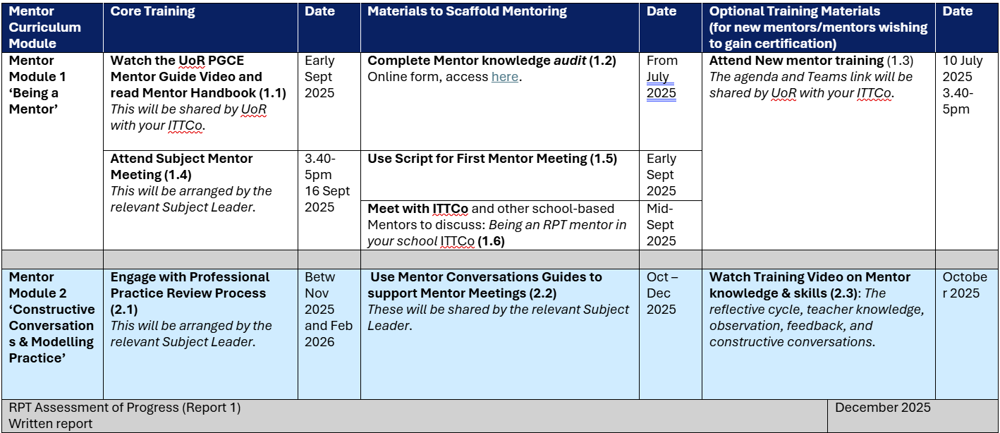 Mentor
Curriculum
Module
Core Training
Date
Materials to Scaffold Mentoring
Date
Optional Training Materials
(for new mentors/mentors wishing
to gain certification)
Date
Mentor
Module 1
‘Being a
Mentor’
Watch the UoR PGCE
Mentor Guide Video and
read Mentor Handbook (1.1)
This will be shared by UoR
with your ITTCo.
Early
Sept
2025
Complete Mentor knowledge audit (1.2)
Online form, access here.
From
July
2025
Attend New mentor training (1.3)
The agenda and Teams link will be
shared by UoR with your ITTCo.
10 July
2025
3.40-
5pm
Attend Subject Mentor
Meeting (1.4)
This will be arranged by the
relevant Subject Leader.
3.40-
5pm
16 Sept
2025
Use Script for First Mentor Meeting (1.5)
Early
Sept
2025
Meet with ITTCo and other school-based
Mentors to discuss: Being an RPT mentor in
your school ITTCo (1.6)
Mid-
Sept
2025
Mentor
Module 2
‘Constructive
Conversation
s & Modelling
Practice’
Engage with Professional
Practice Review Process
(2.1)
This will be arranged by the
relevant Subject Leader.
Betw
Nov
2025
and Feb
2026
Use Mentor Conversations Guides to
support Mentor Meetings (2.2)
These will be shared by the relevant Subject
Leader.
Oct –
Dec
2025
Watch Training Video on Mentor
knowledge & skills (2.3): The
reflective cycle, teacher knowledge,
observation, feedback, and
constructive conversations.
Octobe
r 2025
RPT Assessment of Progress (Report 1)
Written report
December 2025